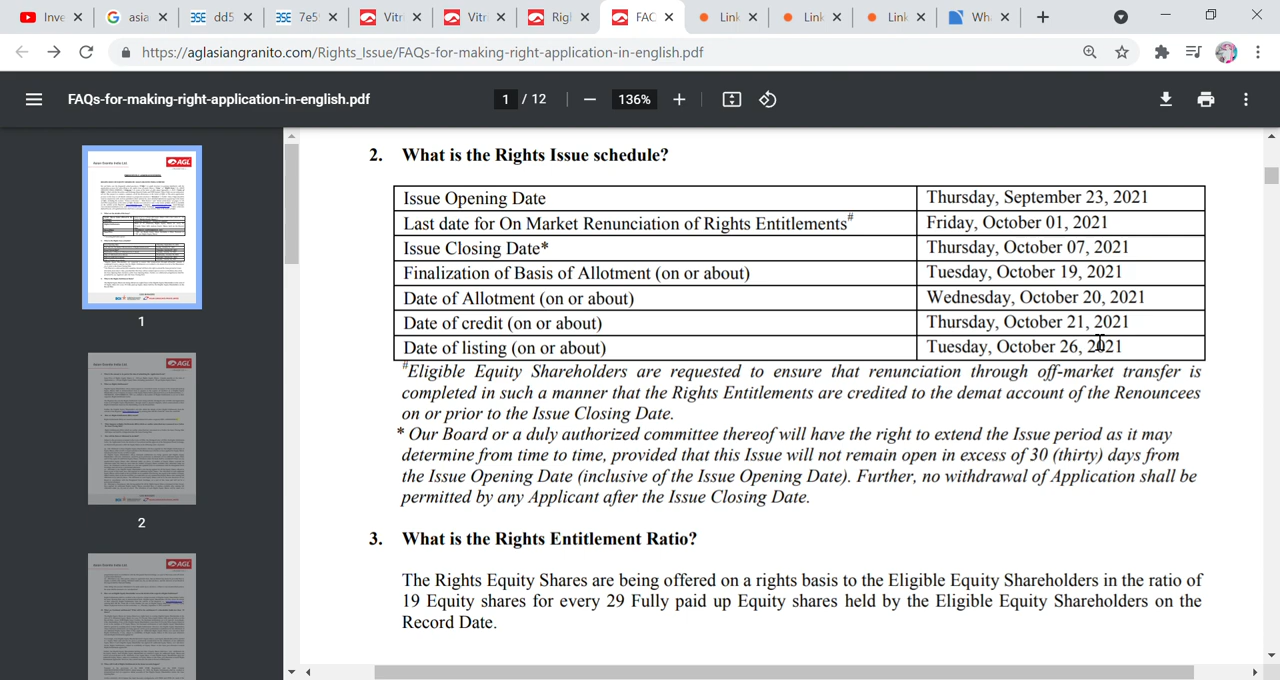 Inve
asia
dd5
7e5
Vitr
Vitr
Rig
FAC
Link
Link
Link
Wh
https://aglasiangranito.com/Rights_Issue/FAQs-for-making-right-application-in-english.pdf
FAQs-for-making-right-application-in-english.pdf
1 / 12
136%
2. What is the Rights Issue schedule?
Issue Opening Date Thursday, September 23, 2021
Last date for On Market Renunciation of Rights Entitlements# Friday, October 01, 2021
Issue Closing Date* Thursday, October 07, 2021
Finalization of Basis of Allotment (on or about) Tuesday, October 19, 2021
Date of Allotment (on or about) Wednesday, October 20, 2021
Date of credit (on or about) Thursday, October 21, 2021
Date of listing (on or about) Tuesday, October 26, 2021
#Eligible Equity Shareholders are requested to ensure that renunciation through off-market transfer is
completed in such a manner that the Rights Entitlements are credited to the demat account of the Renouncees
on or prior to the Issue Closing Date.
* Our Board or a duly authorized committee thereof will have the right to extend the Issue period as it may
determine from time to time, provided that this Issue will not remain open in excess of 30 (thirty) days from
the Issue Opening Date (inclusive of the Issue Opening Date). Further, no withdrawal of Application shall be
permitted by any Applicant after the Issue Closing Date.
3. What is the Rights Entitlement Ratio?
The Rights Equity Shares are being offered on a rights basis to the Eligible Equity Shareholders in the ratio of
19 Equity shares for every 29 Fully paid up Equity shares held by the Eligible Equity Shareholders on the
Record Date.
AGL
1
2